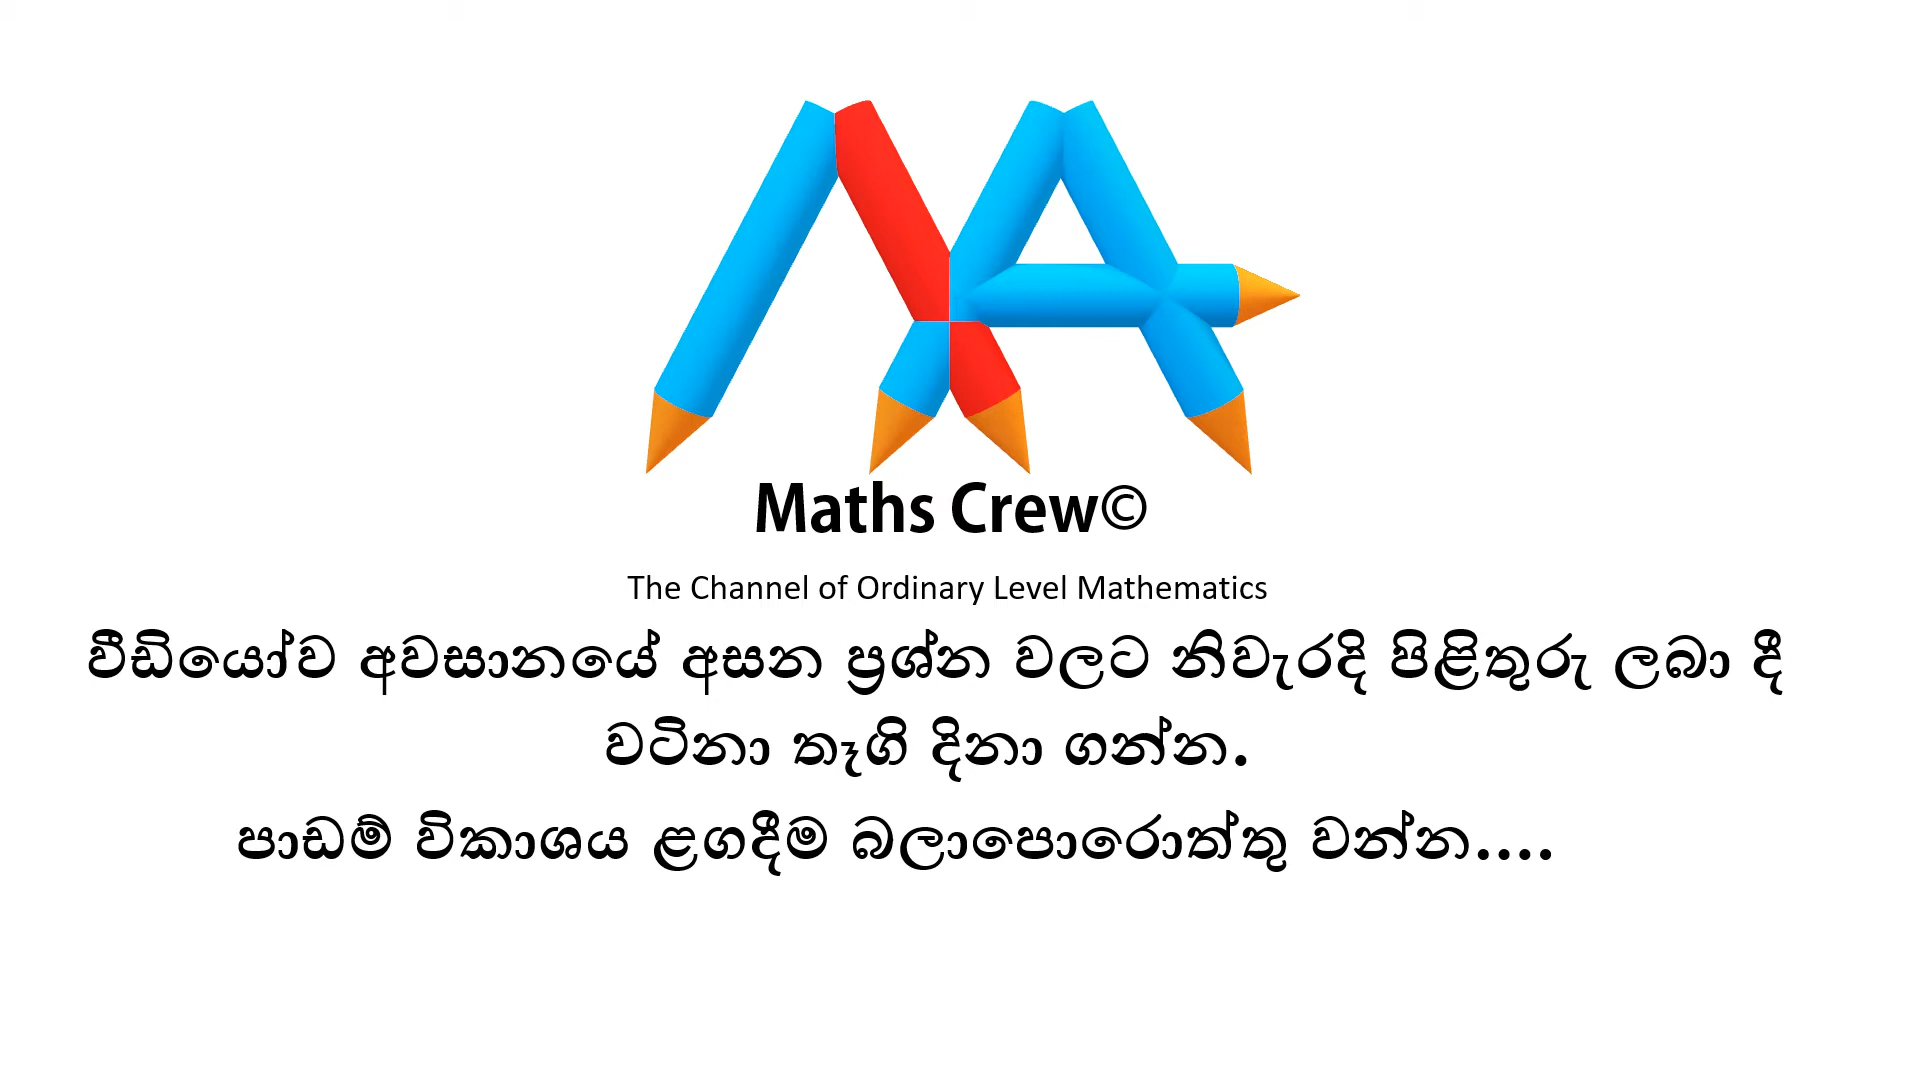 Maths Crew©
The Channel of Ordinary Level Mathematics
වීඩියෝව අවසානයේ අසන ප්‍රශ්න වලට නිවැරදි පිළිතුරු ලබා දී
වටිනා තෑගි දිනා ගන්න.
පාඩම් විකාශය ළගදීම බලාපොරොත්තු වන්න....